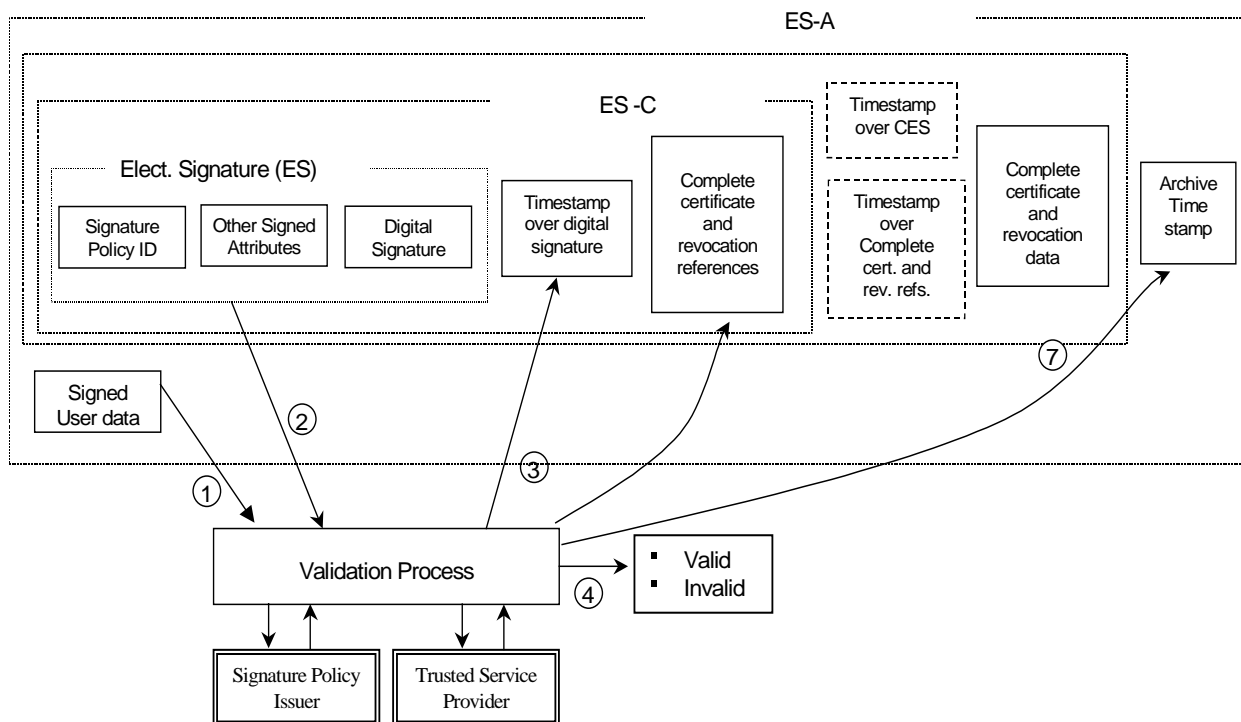 ES-A
ES -C
Timestamp
over CES
Elect. Signature (ES)
Signature
Policy ID
Other Signed
Attributes
Digital
Signature
Timestamp
over digital
signature
Complete
certificate
and
revocation
references
Timestamp
over
Complete
cert. and
rev. refs.
Complete
certificate
and
revocation
data
Archive
Time
stamp
Signed
User data
1
2
3
7
Validation Process
4
▪ Valid
▪ Invalid
Signature Policy
Issuer
Trusted Service
Provider